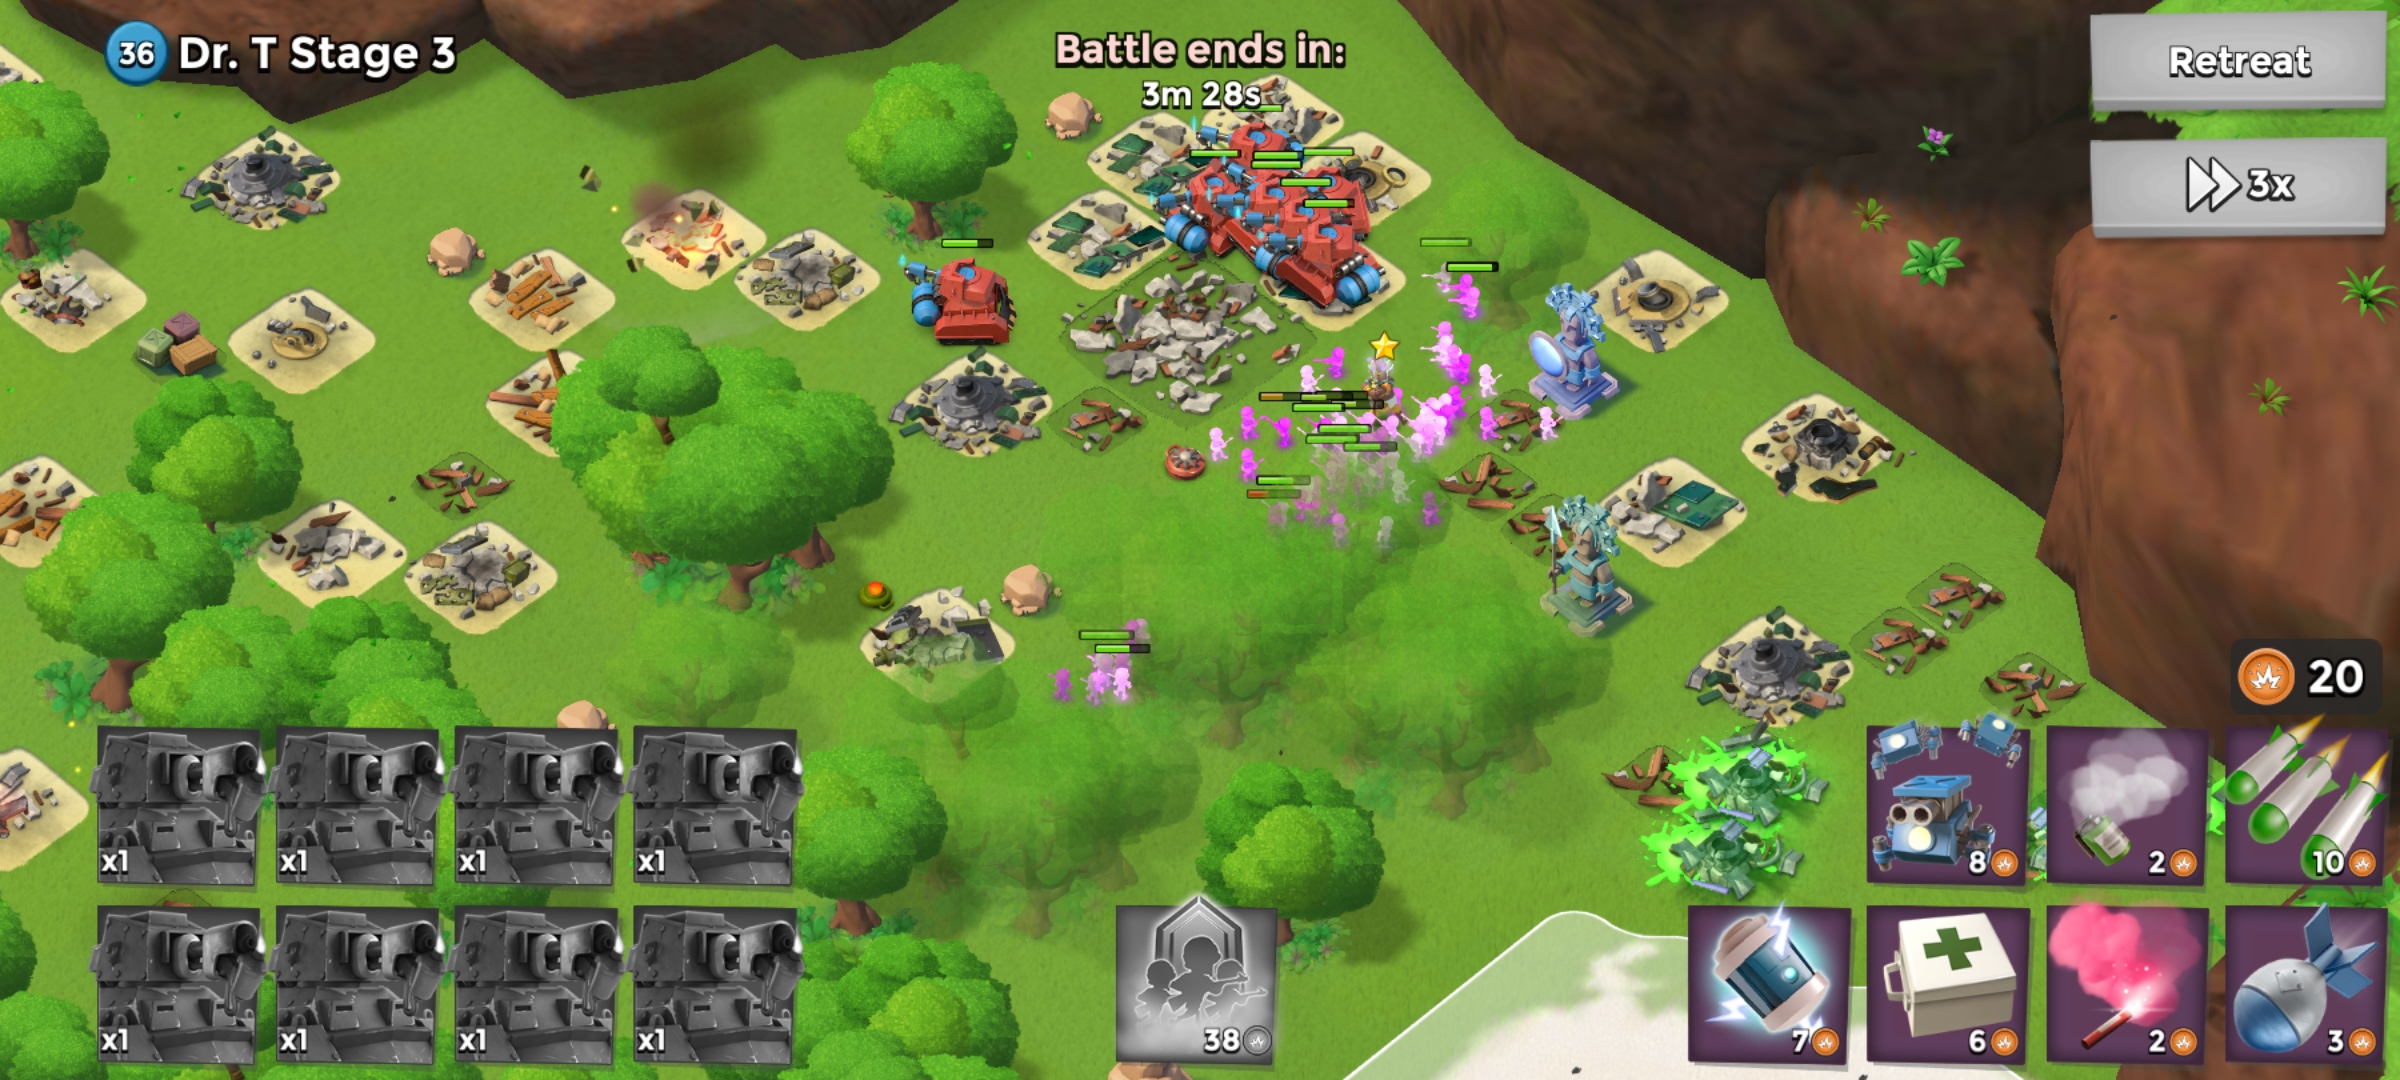 36 Dr. T Stage 3
Battle ends in:
3m 28s
Retreat
3x
20
x1 x1 x1 x1
8 2 10
x1 x1 x1 x1
38
7 6 2 3